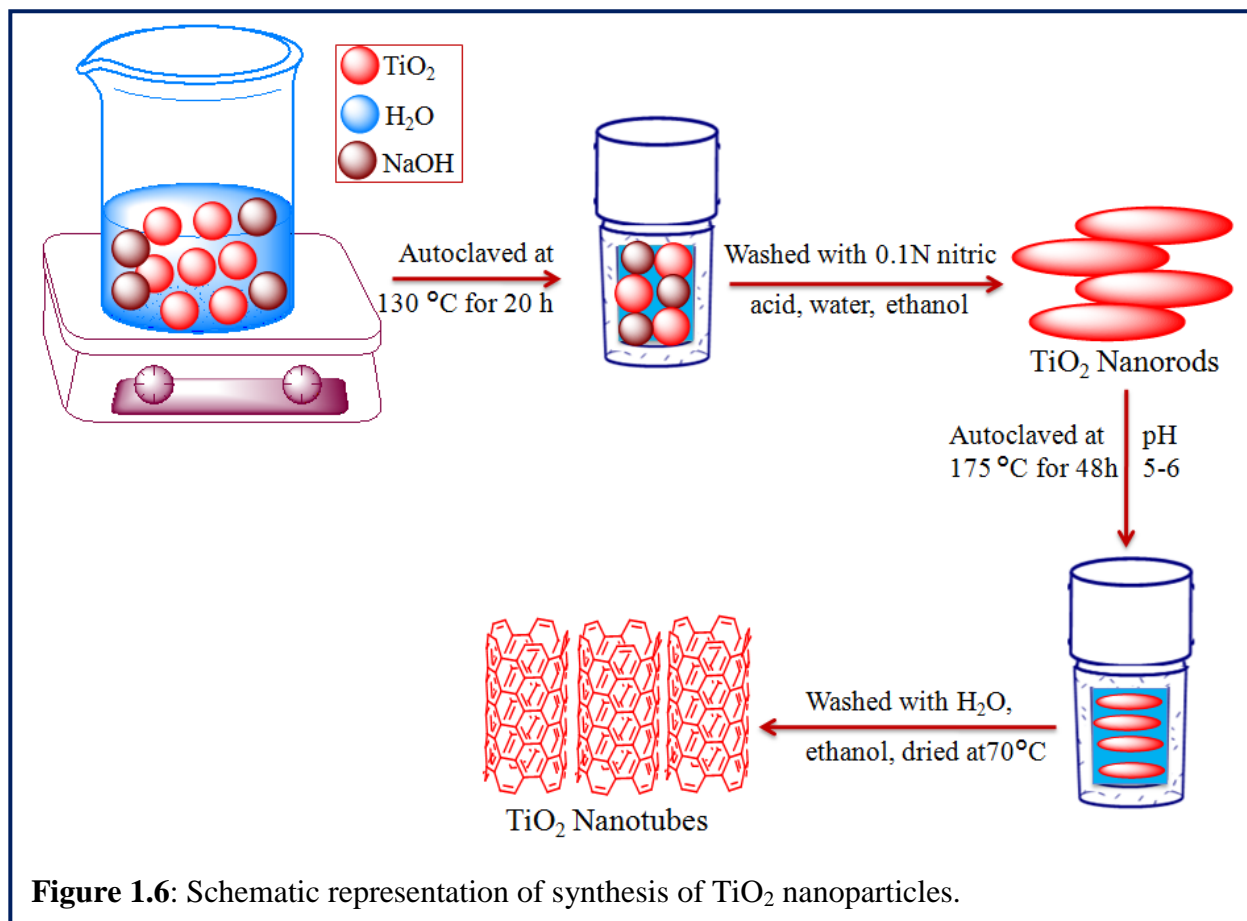 TiO₂
H₂O
NaOH
Autoclaved at
130 °C for 20 h
Washed with 0.1N nitric
acid, water, ethanol
TiO₂ Nanorods
Autoclaved at
175 °C for 48h
pH
5-6
Washed with H₂O,
ethanol, dried at70°C
TiO₂ Nanotubes
Figure 1.6: Schematic representation of synthesis of TiO₂ nanoparticles.